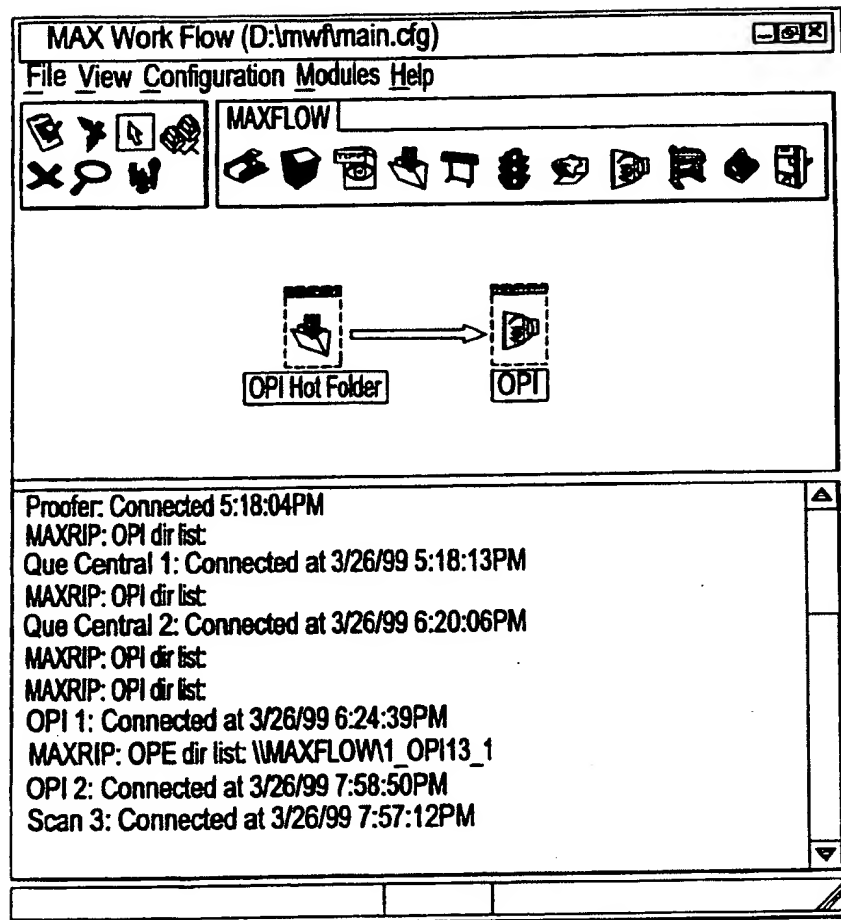 MAX Work Flow (D:\mwf\main.cfg)
File View Configuration Modules Help
MAXFLOW
OPI Hot Folder
OPI
Proofer: Connected 5:18:04PM
MAXRIP: OPI dir list:
Que Central 1: Connected at 3/26/99 5:18:13PM
MAXRIP: OPI dir list:
Que Central 2: Connected at 3/26/99 6:20:06PM
MAXRIP: OPI dir list:
MAXRIP: OPI dir list:
OPI 1: Connected at 3/26/99 6:24:39PM
MAXRIP: OPE dir list: \\MAXFLOW\1_OPI13_1
OPI 2: Connected at 3/26/99 7:58:50PM
Scan 3: Connected at 3/26/99 7:57:12PM